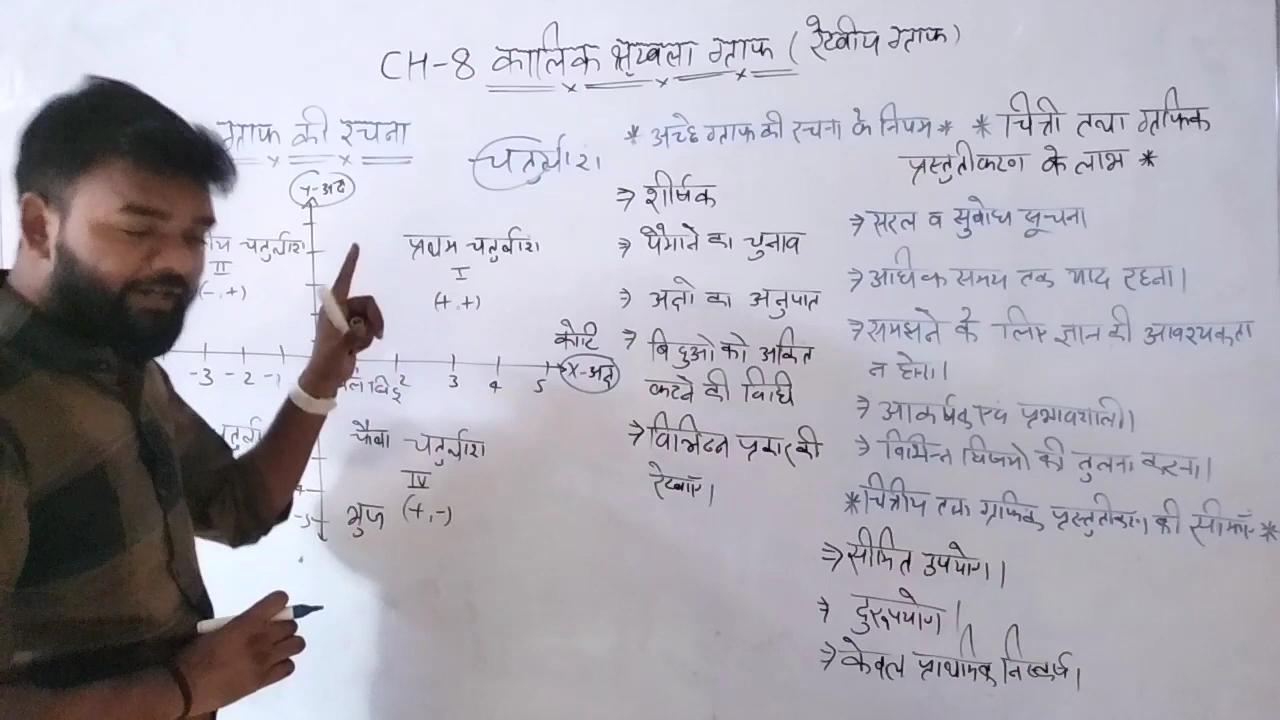 CH-8 कालिक श्रृंखला ग्राफ (रेखीय ग्राफ)
ग्राफ की रचना
चतुर्थांश
Y-अक्ष
चतुर्थांश
II
(-,+)
प्रथम चतुर्थांश
I
(+,+)
कोटि
X-अक्ष
-3 -2 -1 2 3 4 5
चौथा चतुर्थांश
IV
(+,-)
भुज
* अच्छे ग्राफ की रचना के नियम *
⇒ शीर्षक
⇒ पैमाने का चुनाव
⇒ अक्षो का अनुपात
⇒ बिंदुओ को अंकित
करने की विधि
⇒ विभिन्न प्रकार की
रेखाएँ।
* चित्रों तथा ग्राफिक
प्रस्तुतीकरण के लाभ *
⇒ सरल व सुबोध सूचना
⇒ अधिक समय तक याद रहना।
⇒ समझने के लिए ज्ञान की आवश्यकता
न होना।
⇒ आकर्षक एवं प्रभावशाली।
⇒ विभिन्न विषयो की तुलना करना।
* चित्रीय तथा ग्राफिक प्रस्तुतीकरण की सीमाएँ *
⇒ सीमित उपयोग।
⇒ दुरूपयोग।
⇒ केवल प्राथमिक निष्कर्ष।